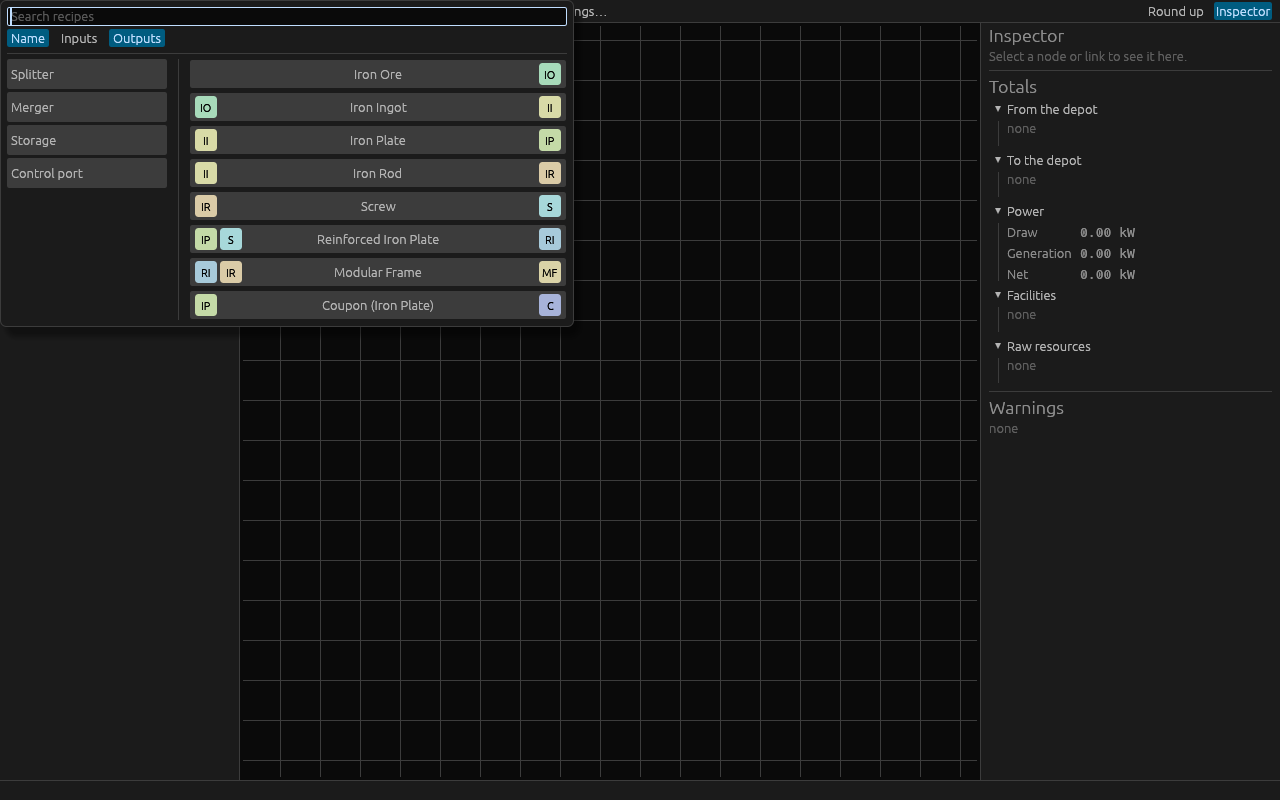 Search recipes
ngs…
Round up
Inspector
Name
Inputs
Outputs
Splitter
Merger
Storage
Control port
Iron Ore IO
IO Iron Ingot II
II Iron Plate IP
II Iron Rod IR
IR Screw S
IP S Reinforced Iron Plate RI
RI IR Modular Frame MF
IP Coupon (Iron Plate) C
Inspector
Select a node or link to see it here.
Totals
From the depot
none
To the depot
none
Power
Draw 0.00 kW
Generation 0.00 kW
Net 0.00 kW
Facilities
none
Raw resources
none
Warnings
none